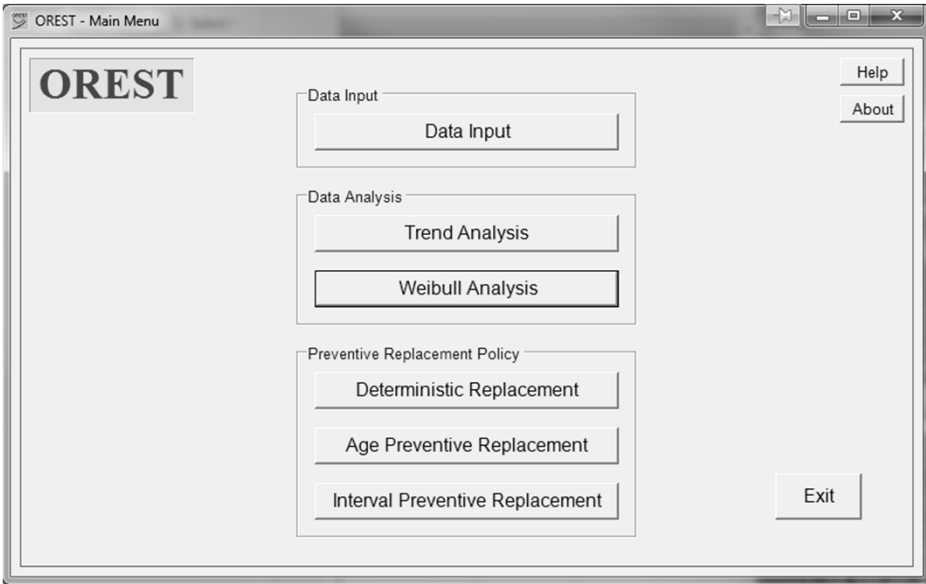 OREST - Main Menu
OREST
Help
About
Data Input
Data Input
Data Analysis
Trend Analysis
Weibull Analysis
Preventive Replacement Policy
Deterministic Replacement
Age Preventive Replacement
Interval Preventive Replacement
Exit